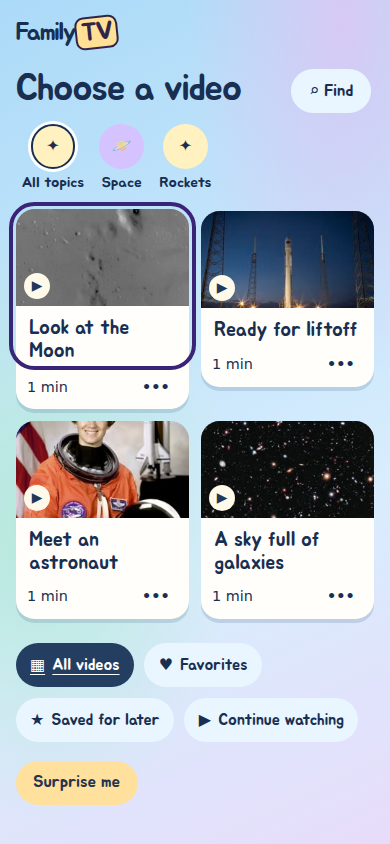 Family TV
Choose a video
Find
All topics
Space
Rockets
Look at the
Moon
1 min
Ready for liftoff
1 min
Meet an
astronaut
1 min
A sky full of
galaxies
1 min
All videos
Favorites
Saved for later
Continue watching
Surprise me